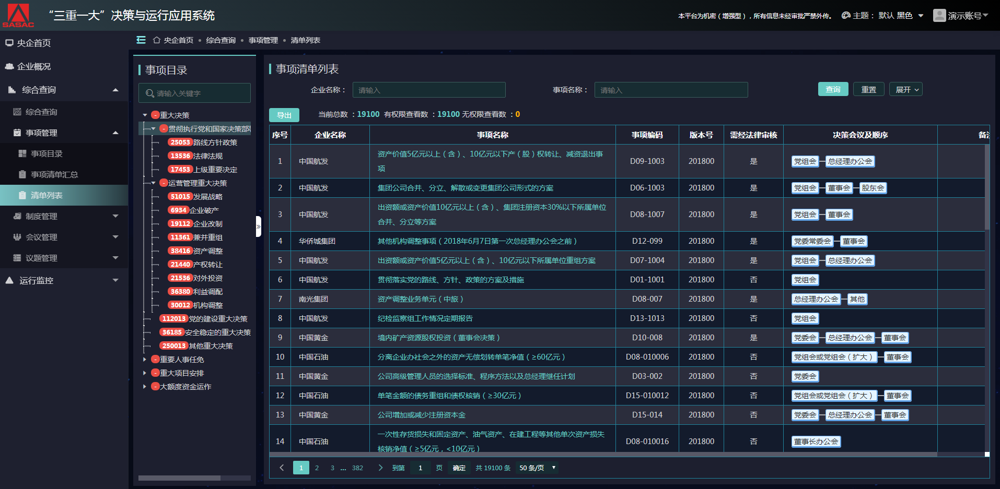 SASAC
“三重一大”决策与运行应用系统
本平台为机密（增强型），所有信息未经审批严禁外传。
主题： 默认 黑色
演示账号
央企首页
企业概况
综合查询
综合查询
事项管理
事项目录
事项清单汇总
清单列表
制度管理
会议管理
议题管理
运行监控
央企首页 • 综合查询 • 事项管理 • 清单列表
事项目录
请输入关键字
- 重大决策
- 贯彻执行党和国家决策部
25053 路线方针政策
13536 法律法规
17453 上级重要决定
- 运营管理重大决策
51015 发展战略
6934 企业破产
19112 企业改制
11361 兼并重组
38416 资产调整
21440 产权转让
21536 对外投资
36380 利益调配
30012 机构调整
112013 党的建设重大决策
36185 安全稳定的重大决策
250013 其他重大决策
- 重要人事任免
- 重大项目安排
- 大额度资金运作
»
事项清单列表
企业名称： 请输入
事项名称： 请输入
查询 重置 展开
导出 当前总数 ：19100 有权限查看数 ：19100 无权限查看数 ：0
序号 企业名称 事项名称 事项编码 版本号 需经法律审核 决策会议及顺序 备
1 中国航发 资产价值5亿元以上（含）、10亿元以下产（股）权转让、减资退出事
项 D09-1003 201800 是 党组会 总经理办公会
2 中国航发 集团公司合并、分立、解散或变更集团公司形式的方案 D06-1003 201800 是 党组会 董事会 股东会
3 中国航发 出资额或资产价值10亿元以上（含）、集团注册资本30%以下所属单位
合并、分立等方案 D08-1007 201800 是 党组会 董事会
4 华侨城集团 其他机构调整事项（2018年6月7日第一次总经理办公会之前） D12-099 201800 是 党委常委会 董事会
5 中国航发 出资额或资产价值5亿元以上（含）、10亿元以下所属单位重组方案 D07-1004 201800 是 党组会 总经理办公会
6 中国航发 贯彻落实党的路线、方针、政策的方案及措施 D01-1001 201800 否 党组会
7 南光集团 资产调整业务单元（中旅） D08-007 201800 是 总经理办公会 其他
8 中国航发 纪检监察组工作情况定期报告 D13-1013 201800 否 党组会
9 中国黄金 境内矿产资源股权投资（董事会决策） D10-008 201800 是 党委会 总经理办公会 董事会
10 中国石油 分离企业办社会之外的资产无偿划转单笔净值（≥60亿元） D08-010006 201800 否 党组会或党组会（扩大） 董事会
11 中国黄金 公司高级管理人员的选择标准、程序方法以及总经理继任计划 D03-002 201800 否 党委会
12 中国石油 单笔金额的债务重组和债权核销（≥30亿元） D15-010012 201800 否 党组会或党组会（扩大） 董事会
13 中国黄金 公司增加或减少注册资本金 D15-014 201800 否 党委会 总经理办公会 董事会
14 中国石油 一次性存货损失和固定资产、油气资产、在建工程等其他单次资产损失
核销净值（≥5亿元，<10亿元） D08-010016 201800 否 董事长办公会
1 2 3 ... 382 到第 1 页 确定 共 19100 条 50 条/页